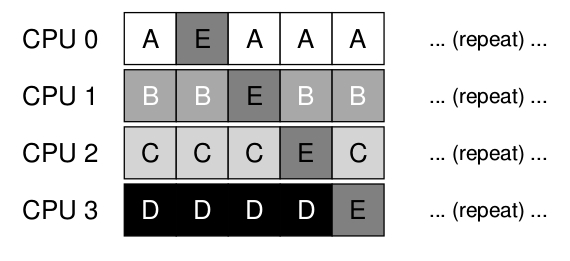 CPU 0 A E A A A ... (repeat) ...
CPU 1 B B E B B ... (repeat) ...
CPU 2 C C C E C ... (repeat) ...
CPU 3 D D D D E ... (repeat) ...